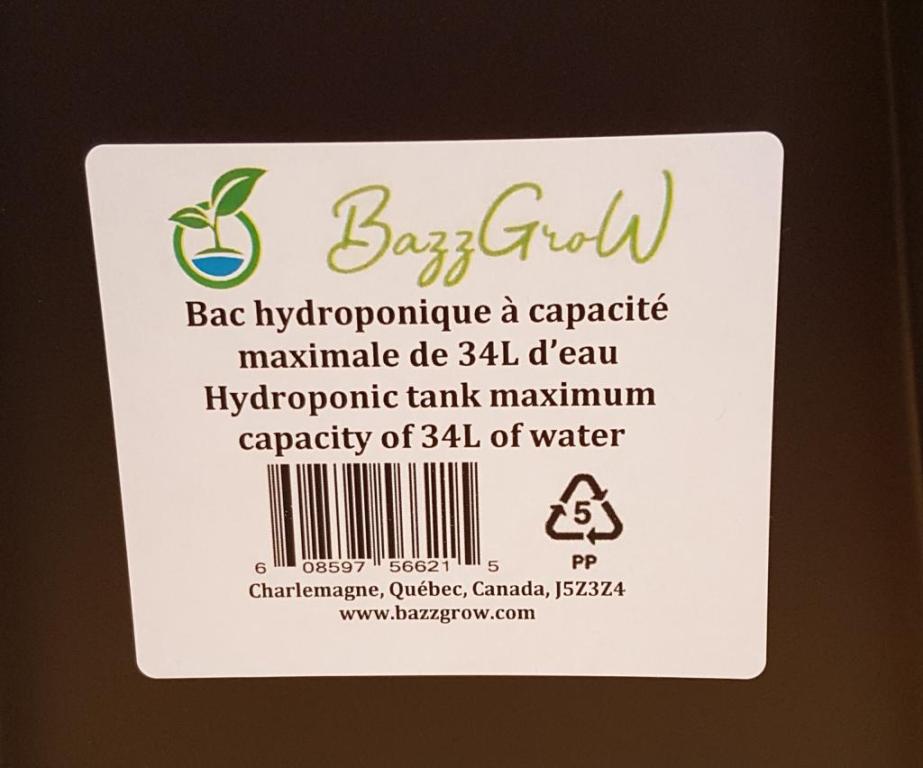 BazzGroW
Bac hydroponique à capacité
maximale de 34L d’eau
Hydroponic tank maximum
capacity of 34L of water
5
PP
6 08597 56621 5
Charlemagne, Québec, Canada, J5Z3Z4
www.bazzgrow.com